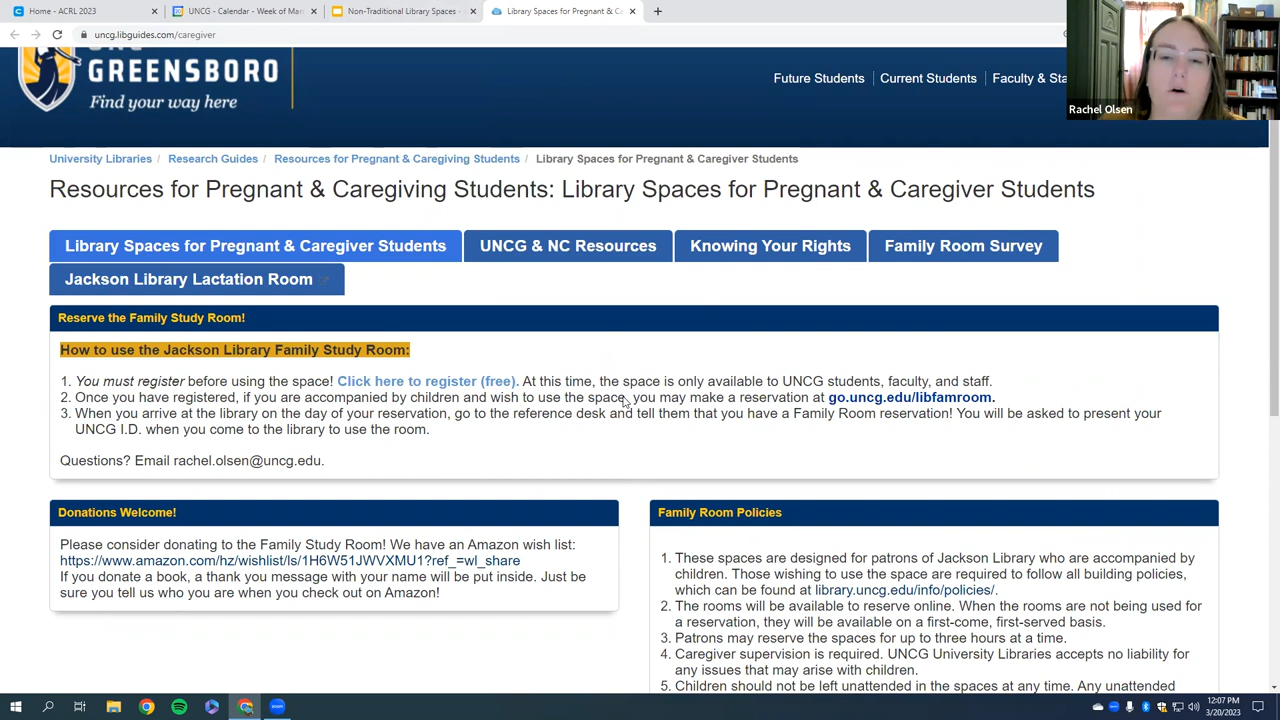 Home - ACRL 2023
UNCG - Calendar - Week of Mar
Non-Traditional Library Spaces -
Library Spaces for Pregnant & Ca
uncg.libguides.com/caregiver
GREENSBORO
Find your way here
Future Students
Current Students
Faculty & Sta
Rachel Olsen
University Libraries / Research Guides / Resources for Pregnant & Caregiving Students / Library Spaces for Pregnant & Caregiver Students
Resources for Pregnant & Caregiving Students: Library Spaces for Pregnant & Caregiver Students
Library Spaces for Pregnant & Caregiver Students
UNCG & NC Resources
Knowing Your Rights
Family Room Survey
Jackson Library Lactation Room
Reserve the Family Study Room!
How to use the Jackson Library Family Study Room:
1. You must register before using the space! Click here to register (free). At this time, the space is only available to UNCG students, faculty, and staff.
2. Once you have registered, if you are accompanied by children and wish to use the space, you may make a reservation at go.uncg.edu/libfamroom.
3. When you arrive at the library on the day of your reservation, go to the reference desk and tell them that you have a Family Room reservation! You will be asked to present your
UNCG I.D. when you come to the library to use the room.
Questions? Email rachel.olsen@uncg.edu.
Donations Welcome!
Please consider donating to the Family Study Room! We have an Amazon wish list:
https://www.amazon.com/hz/wishlist/ls/1H6W51JWVXMU1?ref_=wl_share
If you donate a book, a thank you message with your name will be put inside. Just be
sure you tell us who you are when you check out on Amazon!
Family Room Policies
1. These spaces are designed for patrons of Jackson Library who are accompanied by
children. Those wishing to use the space are required to follow all building policies,
which can be found at library.uncg.edu/info/policies/.
2. The rooms will be available to reserve online. When the rooms are not being used for
a reservation, they will be available on a first-come, first-served basis.
3. Patrons may reserve the spaces for up to three hours at a time.
4. Caregiver supervision is required. UNCG University Libraries accepts no liability for
any issues that may arise with children.
5. Children should not be left unattended in the spaces at any time. Any unattended
12:07 PM
3/20/2023